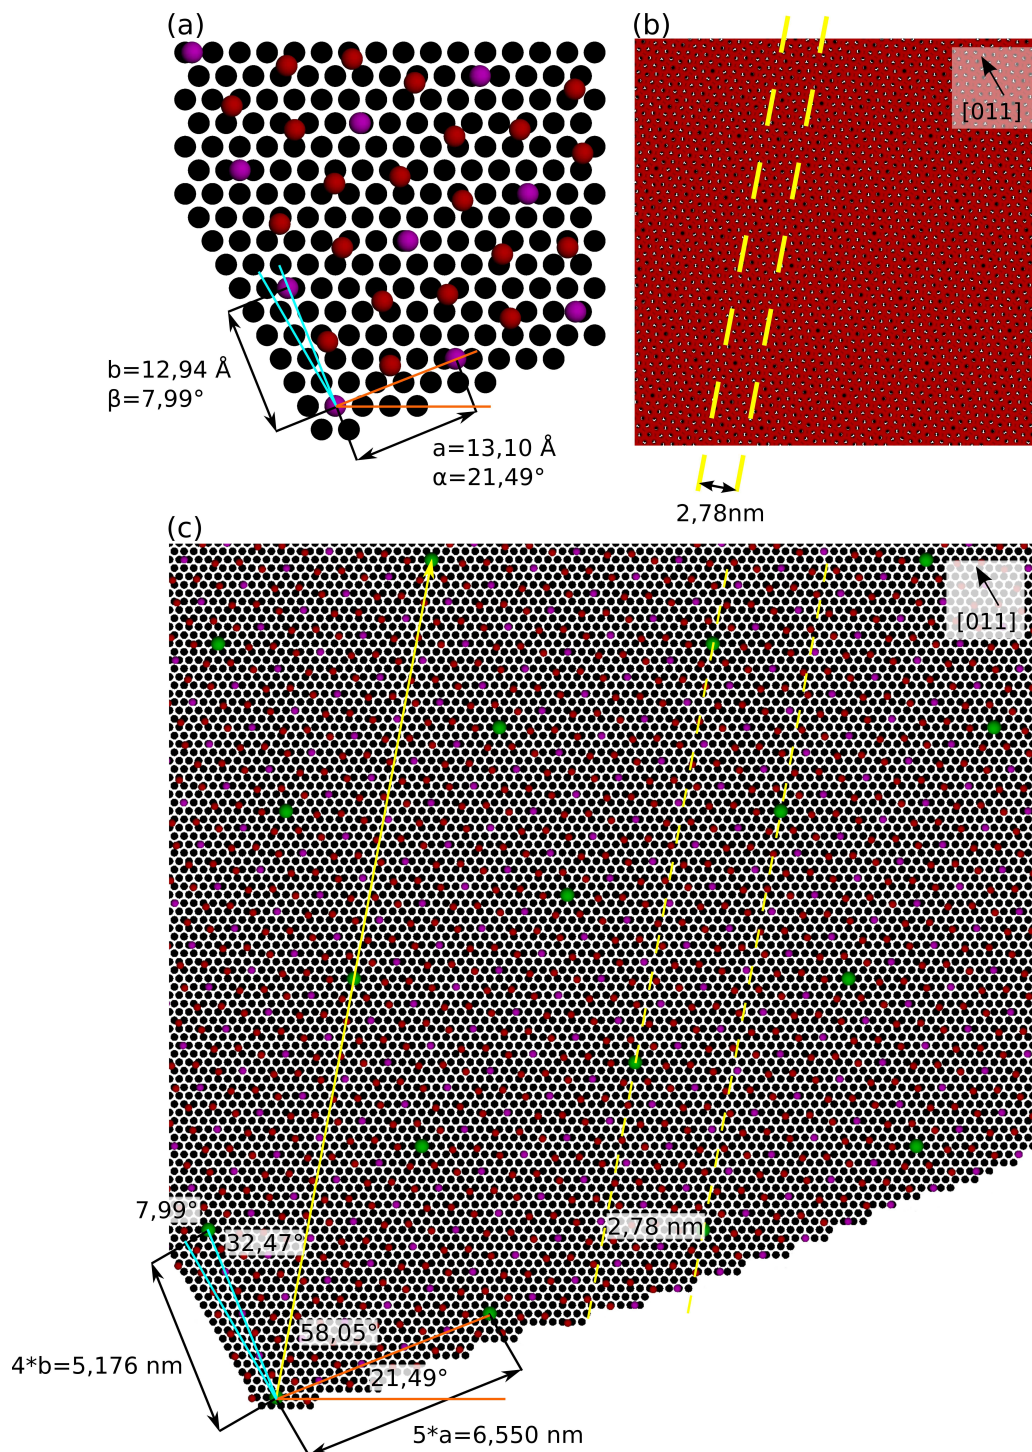 (a)
(b)
[011]
b=12,94 Å
β=7,99°
a=13,10 Å
α=21,49°
2,78nm
(c)
[011]
7,99°
32,47°
2,78 nm
58,05°
21,49°
4*b=5,176 nm
5*a=6,550 nm